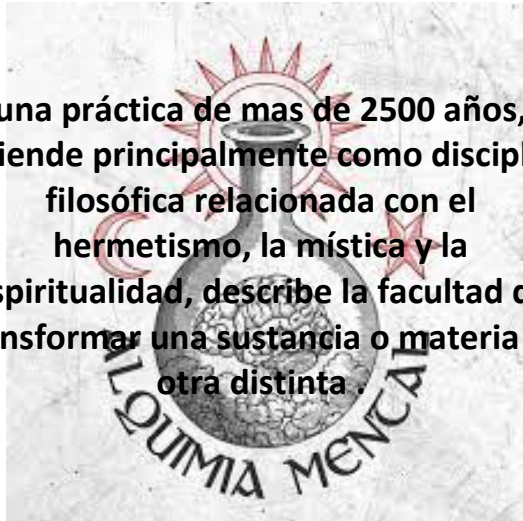 una práctica de mas de 2500 años,
iende principalmente como discipl
filosófica relacionada con el
hermetismo, la mística y la
spiritualidad, describe la facultad d
nsformar una sustancia o materia
otra distinta .
ALQUIMIA MENTAL